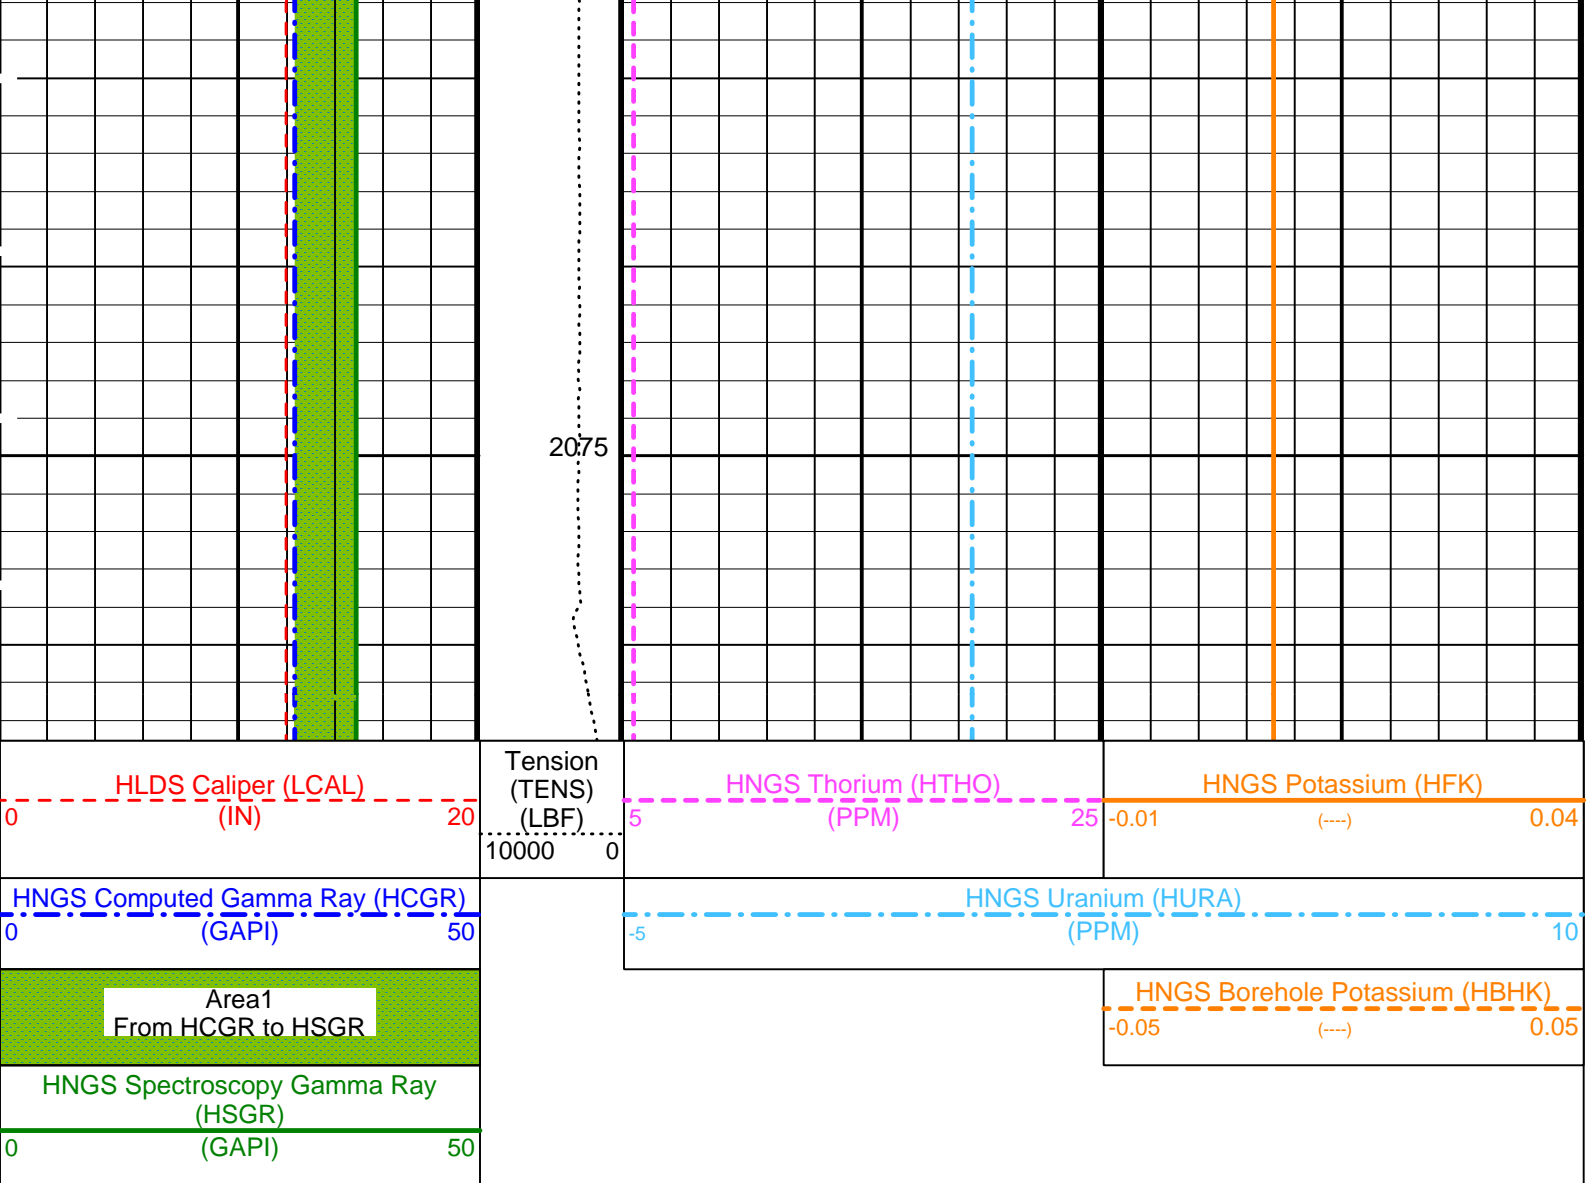 2075
HLDS Caliper (LCAL)
0 (IN) 20
Tension
(TENS)
(LBF)
10000 0
HNGS Thorium (HTHO)
5 (PPM) 25
HNGS Potassium (HFK)
-0.01 (----) 0.04
HNGS Computed Gamma Ray (HCGR)
0 (GAPI) 50
HNGS Uranium (HURA)
-5 (PPM) 10
Area1
From HCGR to HSGR
HNGS Borehole Potassium (HBHK)
-0.05 (----) 0.05
HNGS Spectroscopy Gamma Ray
(HSGR)
0 (GAPI) 50